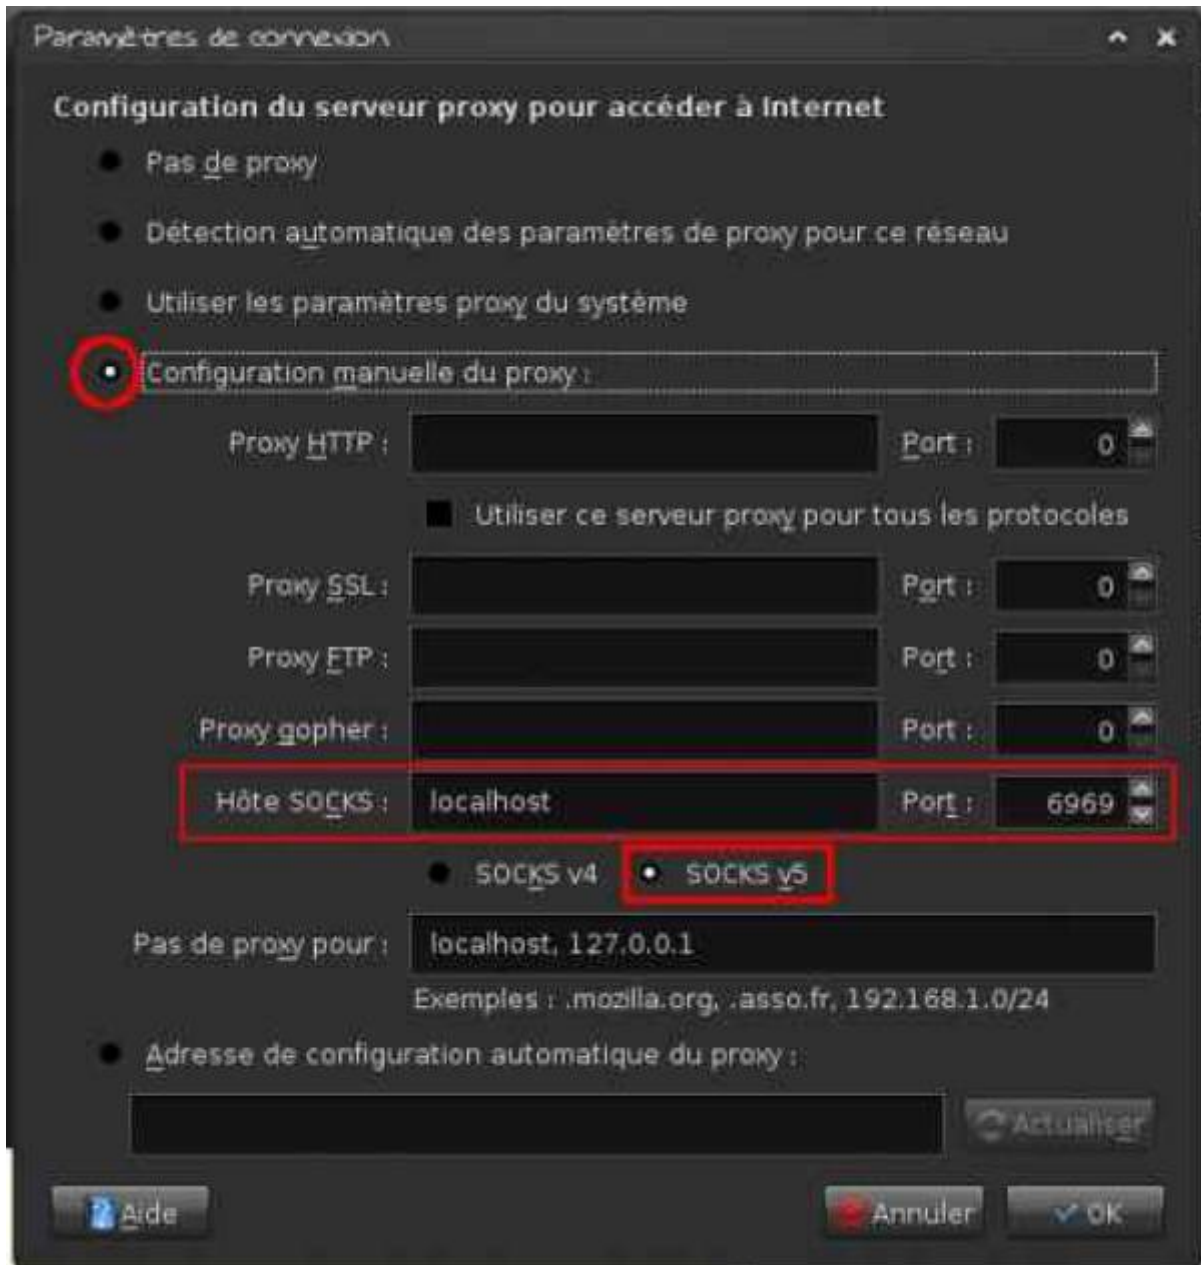 Paramètres de connexion
Configuration du serveur proxy pour accéder à Internet
Pas de proxy
Détection automatique des paramètres de proxy pour ce réseau
Utiliser les paramètres proxy du système
Configuration manuelle du proxy :
Proxy HTTP : Port : 0
Utiliser ce serveur proxy pour tous les protocoles
Proxy SSL : Port : 0
Proxy FTP : Port : 0
Proxy gopher : Port : 0
Hôte SOCKS : localhost Port : 6969
SOCKS v4 SOCKS v5
Pas de proxy pour : localhost, 127.0.0.1
Exemples : .mozilla.org, .asso.fr, 192.168.1.0/24
Adresse de configuration automatique du proxy :
Actualiser
Aide Annuler OK